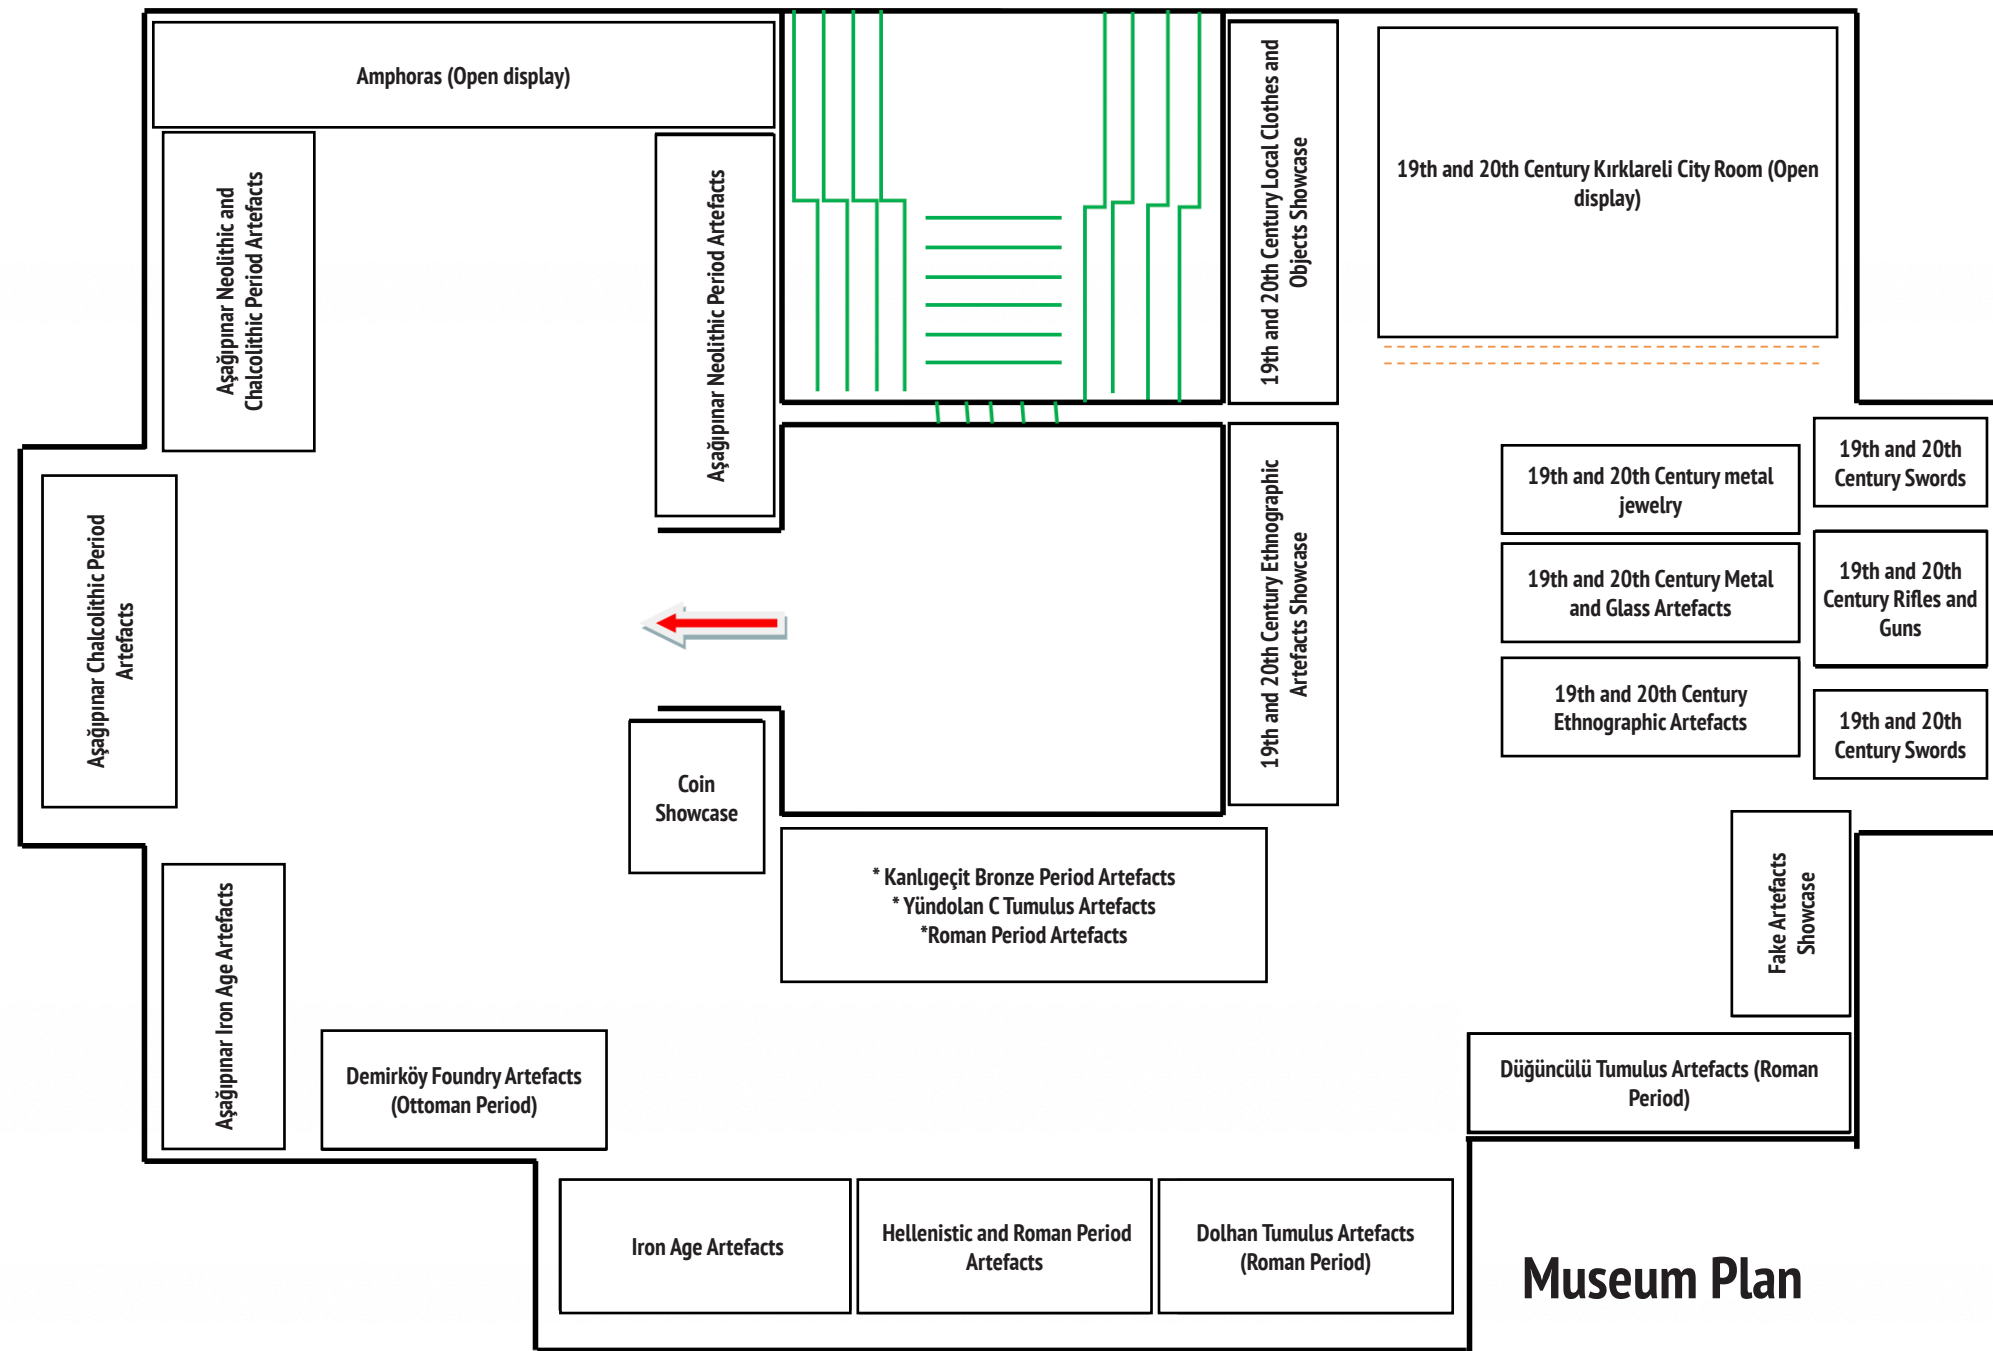 Amphoras (Open display)
Aşağıpınar Neolithic and
Chalcolithic Period Artefacts
Aşağıpınar Neolithic Period Artefacts
19th and 20th Century Local Clothes and
Objects Showcase
19th and 20th Century Kırklareli City Room (Open
display)
Aşağıpınar Chalcolithic Period
Artefacts
19th and 20th Century Ethnographic
Artefacts Showcase
19th and 20th Century metal
jewelry
19th and 20th
Century Swords
19th and 20th Century Metal
and Glass Artefacts
19th and 20th
Century Rifles and
Guns
19th and 20th Century
Ethnographic Artefacts
19th and 20th
Century Swords
Coin
Showcase
* Kanlıgeçit Bronze Period Artefacts
* Yündolan C Tumulus Artefacts
*Roman Period Artefacts
Fake Artefacts
Showcase
Aşağıpınar Iron Age Artefacts
Demirköy Foundry Artefacts
(Ottoman Period)
Düğüncülü Tumulus Artefacts (Roman
Period)
Iron Age Artefacts
Hellenistic and Roman Period
Artefacts
Dolhan Tumulus Artefacts
(Roman Period)
Museum Plan